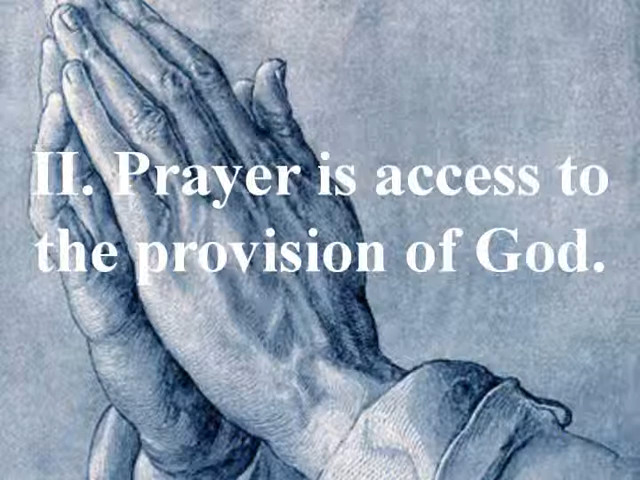 II. Prayer is access to
the provision of God.